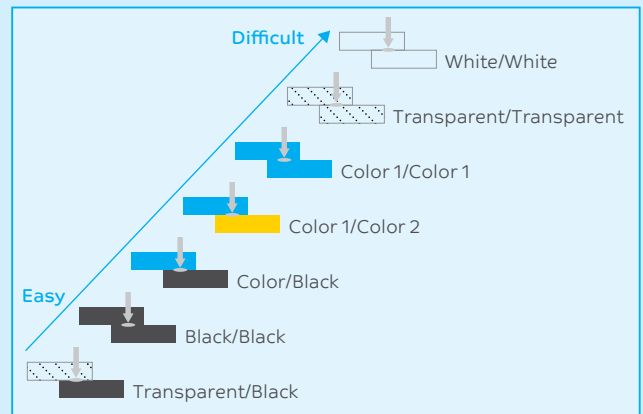 Difficult
White/White
Transparent/Transparent
Color 1/Color 1
Color 1/Color 2
Color/Black
Easy
Black/Black
Transparent/Black